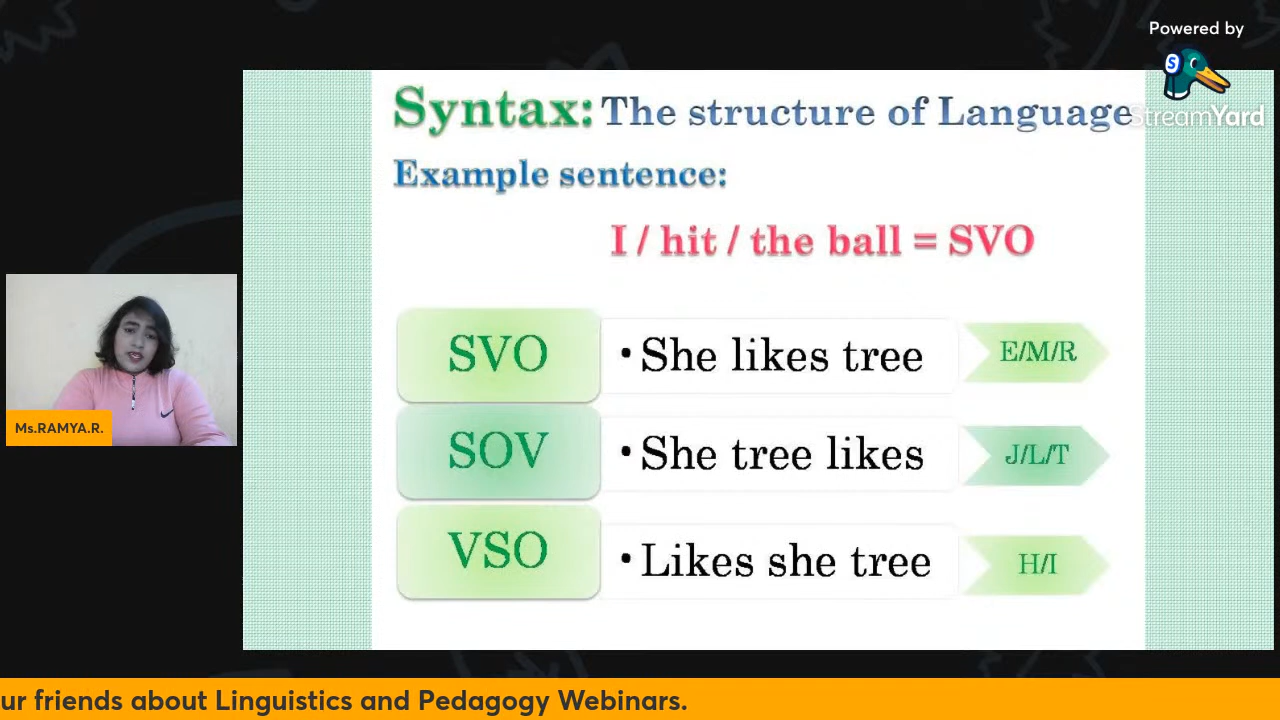 Powered by
S
StreamYard
Syntax: The structure of Language
Example sentence:
I / hit / the ball = SVO
SVO
• She likes tree
E/M/R
SOV
• She tree likes
J/L/T
VSO
• Likes she tree
H/I
Ms.RAMYA.R.
ur friends about Linguistics and Pedagogy Webinars.